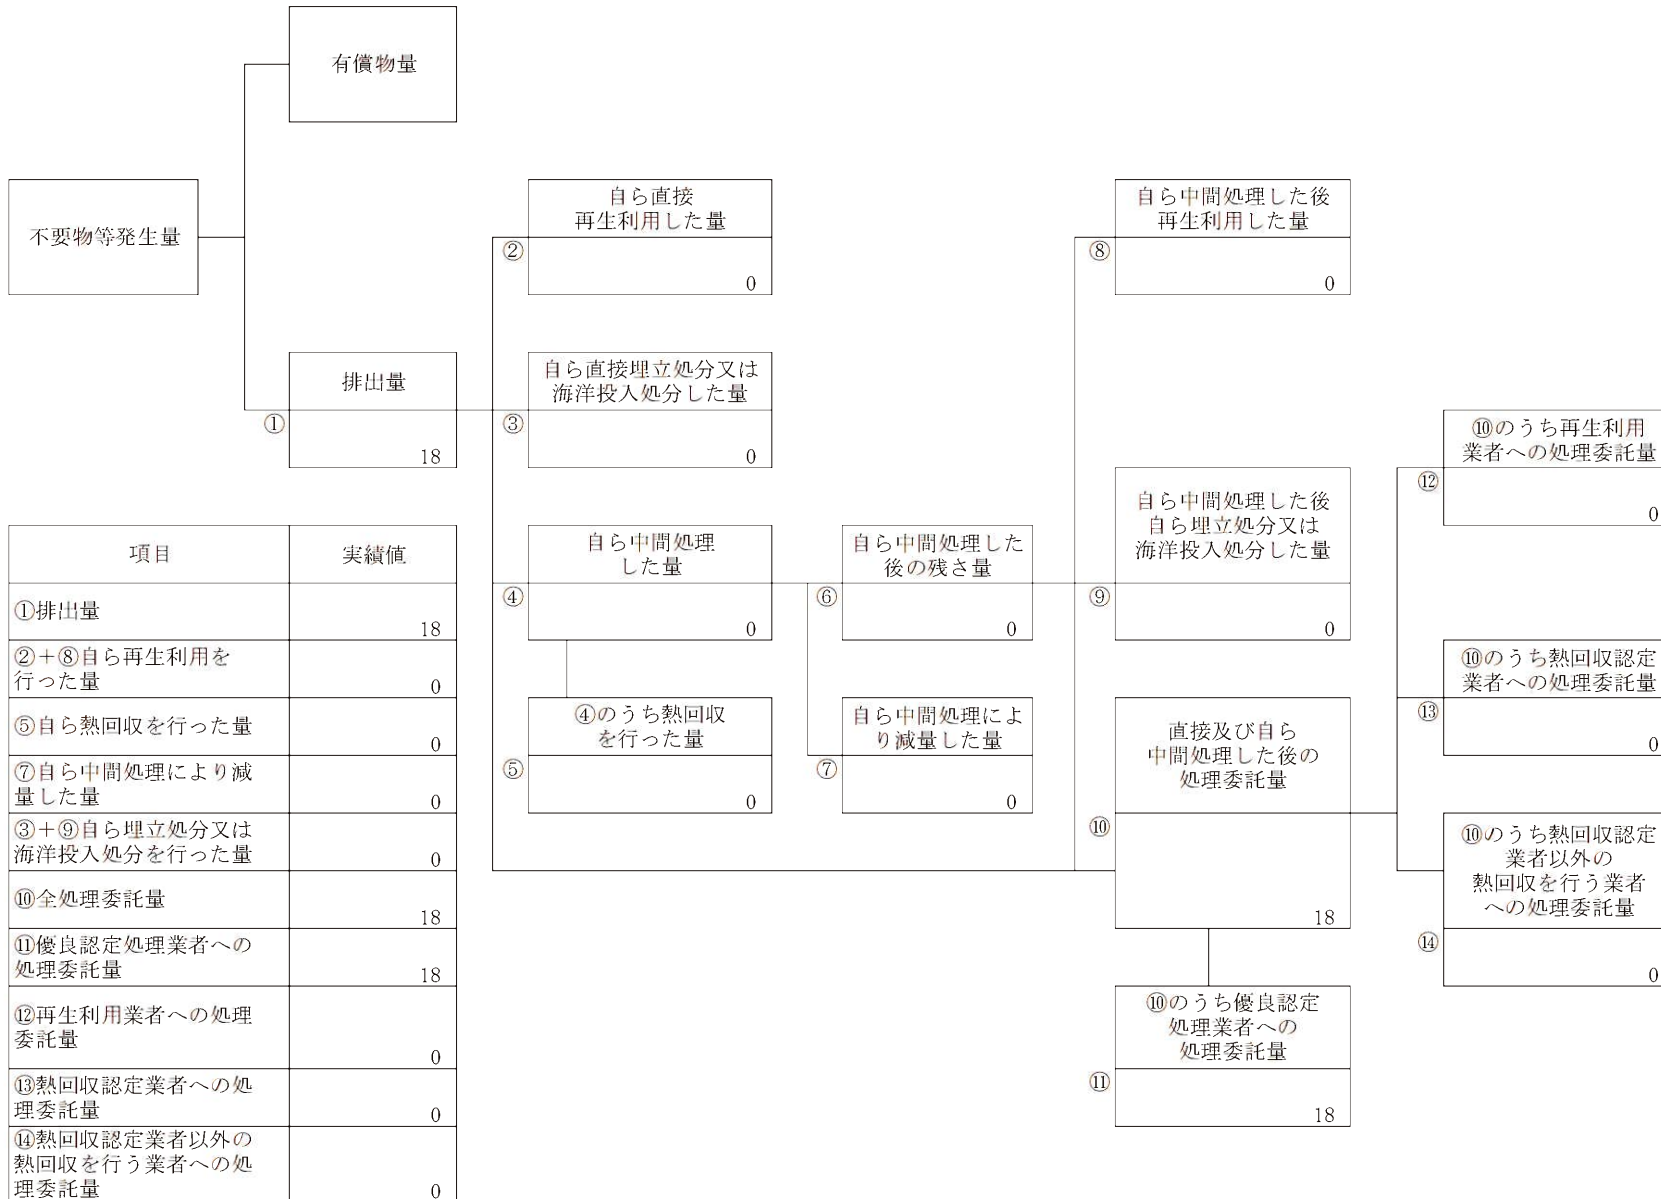 有償物量
不要物等発生量
自ら直接
再生利用した量
②
0
自ら中間処理した後
再生利用した量
⑧
0
排出量
①
18
自ら直接埋立処分又は
海洋投入処分した量
③
0
⑩のうち再生利用
業者への処理委託量
⑫
0
自ら中間処理
した量
④
0
自ら中間処理した
後の残さ量
⑥
0
自ら中間処理した後
自ら埋立処分又は
海洋投入処分した量
⑨
0
⑩のうち熱回収認定
業者への処理委託量
⑬
0
④のうち熱回収
を行った量
⑤
0
自ら中間処理によ
り減量した量
⑦
0
直接及び自ら
中間処理した後の
処理委託量
⑩
18
⑩のうち熱回収認定
業者以外の
熱回収を行う業者
への処理委託量
⑭
0
⑩のうち優良認定
処理業者への
処理委託量
⑪
18
項目 実績値
①排出量
18
②+⑧自ら再生利用を
行った量
0
⑤自ら熱回収を行った量
0
⑦自ら中間処理により減
量した量
0
③+⑨自ら埋立処分又は
海洋投入処分を行った量
0
⑩全処理委託量
18
⑪優良認定処理業者への
処理委託量
18
⑫再生利用業者への処理
委託量
0
⑬熱回収認定業者への処
理委託量
0
⑭熱回収認定業者以外の
熱回収を行う業者への処
理委託量
0